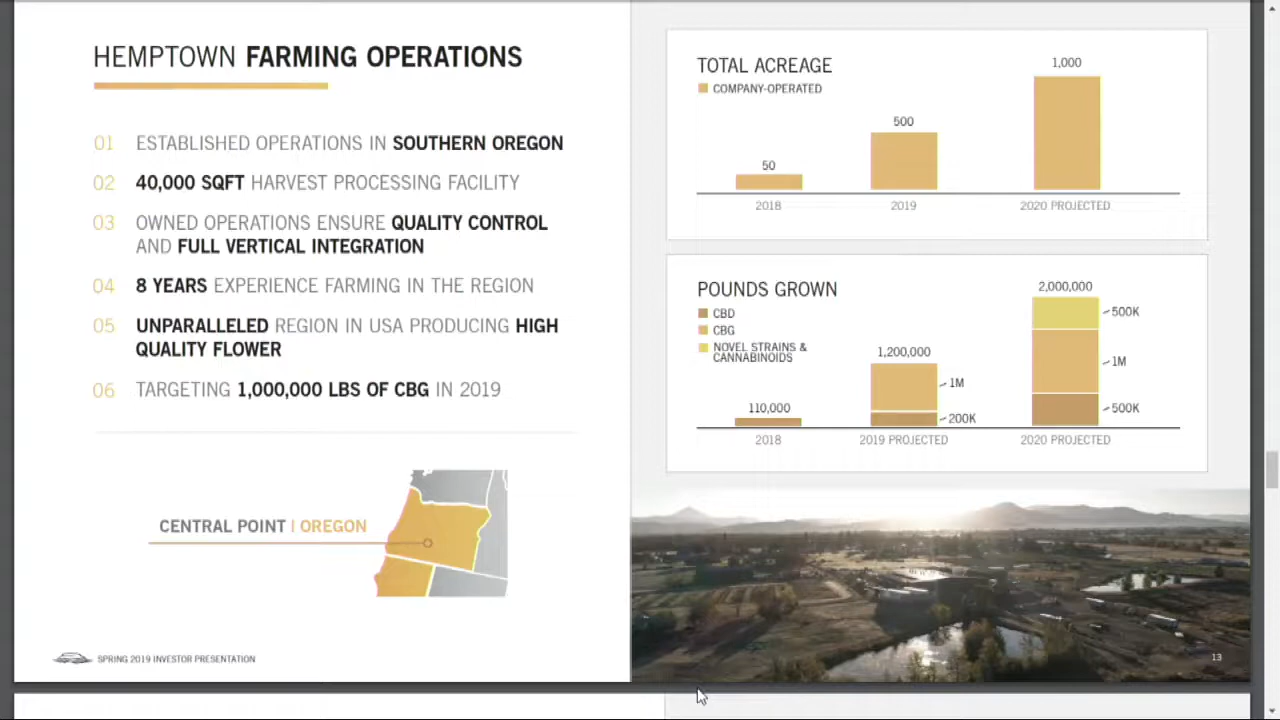 HEMPTOWN FARMING OPERATIONS
01 ESTABLISHED OPERATIONS IN SOUTHERN OREGON
02 40,000 SQFT HARVEST PROCESSING FACILITY
03 OWNED OPERATIONS ENSURE QUALITY CONTROL
AND FULL VERTICAL INTEGRATION
04 8 YEARS EXPERIENCE FARMING IN THE REGION
05 UNPARALLELED REGION IN USA PRODUCING HIGH
QUALITY FLOWER
06 TARGETING 1,000,000 LBS OF CBG IN 2019
CENTRAL POINT | OREGON
SPRING 2019 INVESTOR PRESENTATION
TOTAL ACREAGE
COMPANY-OPERATED
50
500
1,000
2018
2019
2020 PROJECTED
POUNDS GROWN
CBD
CBG
NOVEL STRAINS &
CANNABINOIDS
110,000
1,200,000
1M
200K
2,000,000
500K
1M
500K
2018
2019 PROJECTED
2020 PROJECTED
13